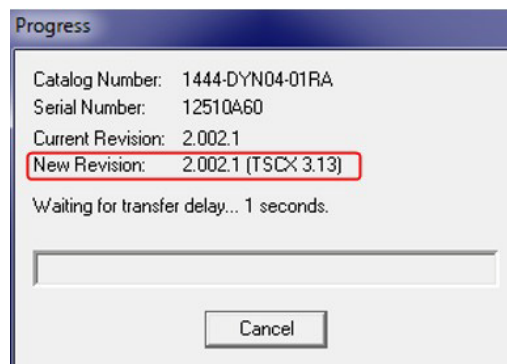 Progress
Catalog Number: 1444-DYN04-01RA
Serial Number: 12510A60
Current Revision: 2.002.1
New Revision: 2.002.1 (TSCX 3.13)
Waiting for transfer delay... 1 seconds.
Cancel